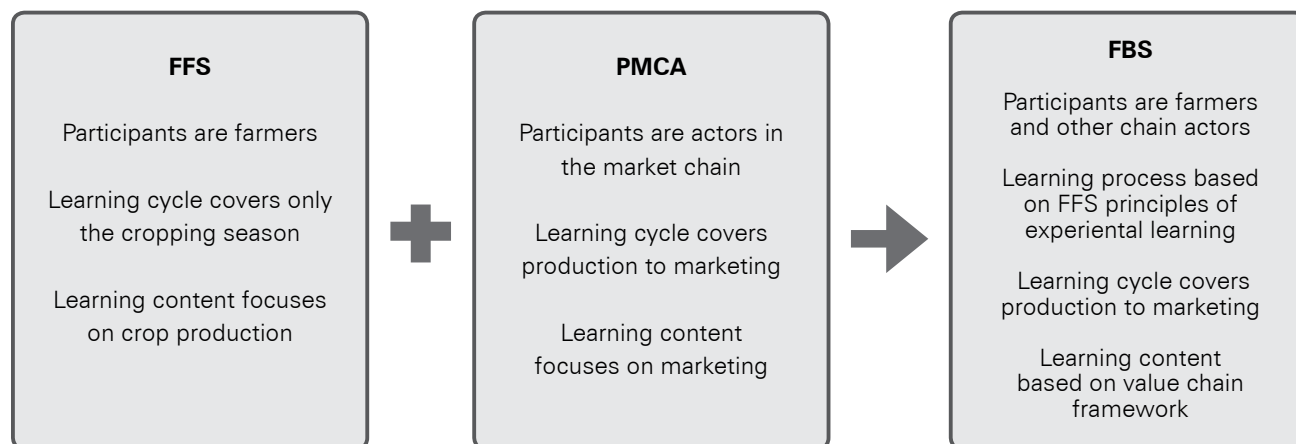 FFS
Participants are farmers
Learning cycle covers only
the cropping season
Learning content focuses
on crop production
PMCA
Participants are actors in
the market chain
Learning cycle covers
production to marketing
Learning content
focuses on marketing
FBS
Participants are farmers
and other chain actors
Learning process based
on FFS principles of
experiental learning
Learning cycle covers
production to marketing
Learning content
based on value chain
framework